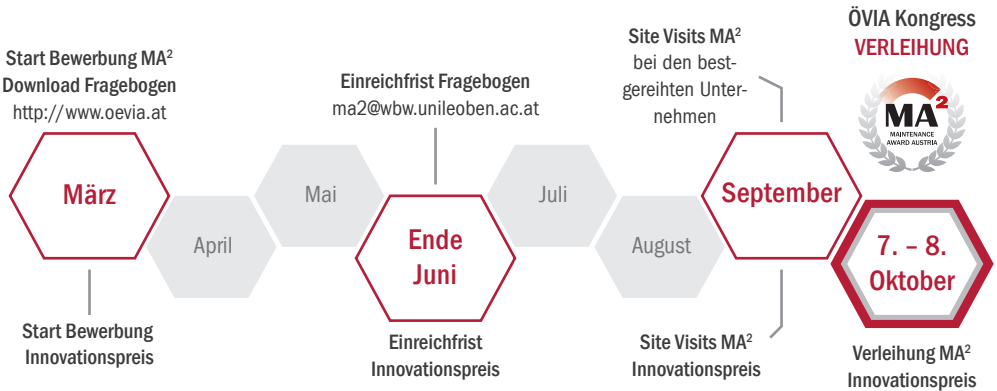 Start Bewerbung MA²
Download Fragebogen
http://www.oevia.at
März
Start Bewerbung
Innovationspreis
April
Mai
Einreichfrist Fragebogen
ma2@wbw.unileoben.ac.at
Ende
Juni
Einreichfrist
Innovationspreis
Juli
August
Site Visits MA²
bei den best-
gereihten Unter-
nehmen
September
Site Visits MA²
Innovationspreis
ÖVIA Kongress
VERLEIHUNG
MA²
MAINTENANCE
AWARD AUSTRIA
7. – 8.
Oktober
Verleihung MA²
Innovationspreis